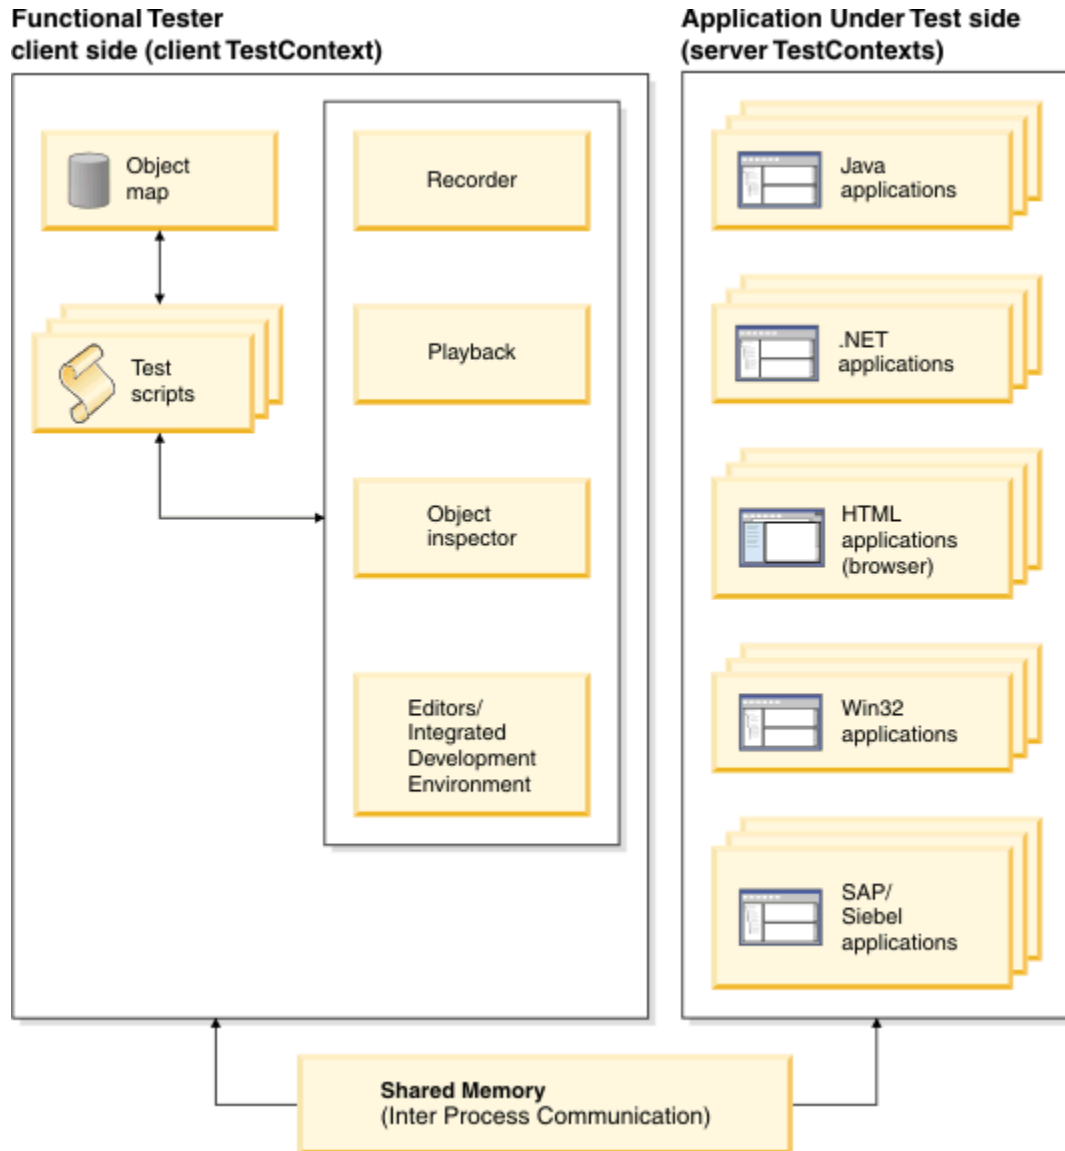 Functional Tester
client side (client TestContext)
Application Under Test side
(server TestContexts)
Object
map
Test
scripts
Recorder
Playback
Object
inspector
Editors/
Integrated
Development
Environment
Java
applications
.NET
applications
HTML
applications
(browser)
Win32
applications
SAP/
Siebel
applications
Shared Memory
(Inter Process Communication)